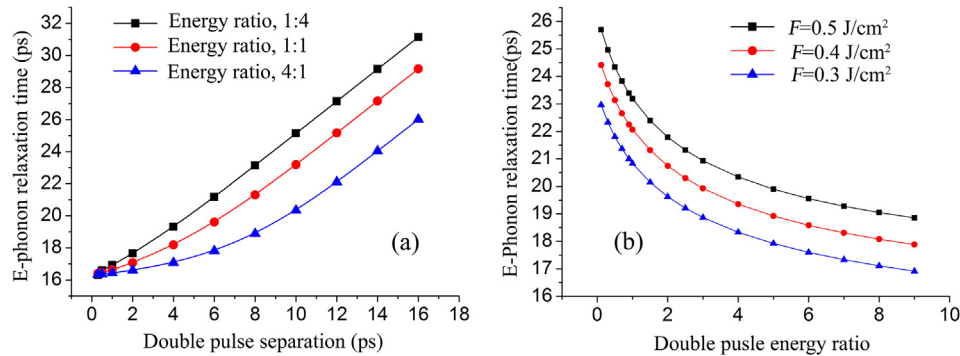 Energy ratio, 1:4
Energy ratio, 1:1
Energy ratio, 4:1
E-phonon relaxation time (ps)
32
30
28
26
24
22
20
18
16
14
0 2 4 6 8 10 12 14 16 18
Double pulse separation (ps)
(a)
F=0.5 J/cm²
F=0.4 J/cm²
F=0.3 J/cm²
E-Phonon relaxation time(ps)
26
25
24
23
22
21
20
19
18
17
16
0 2 4 6 8 10
Double pusle energy ratio
(b)